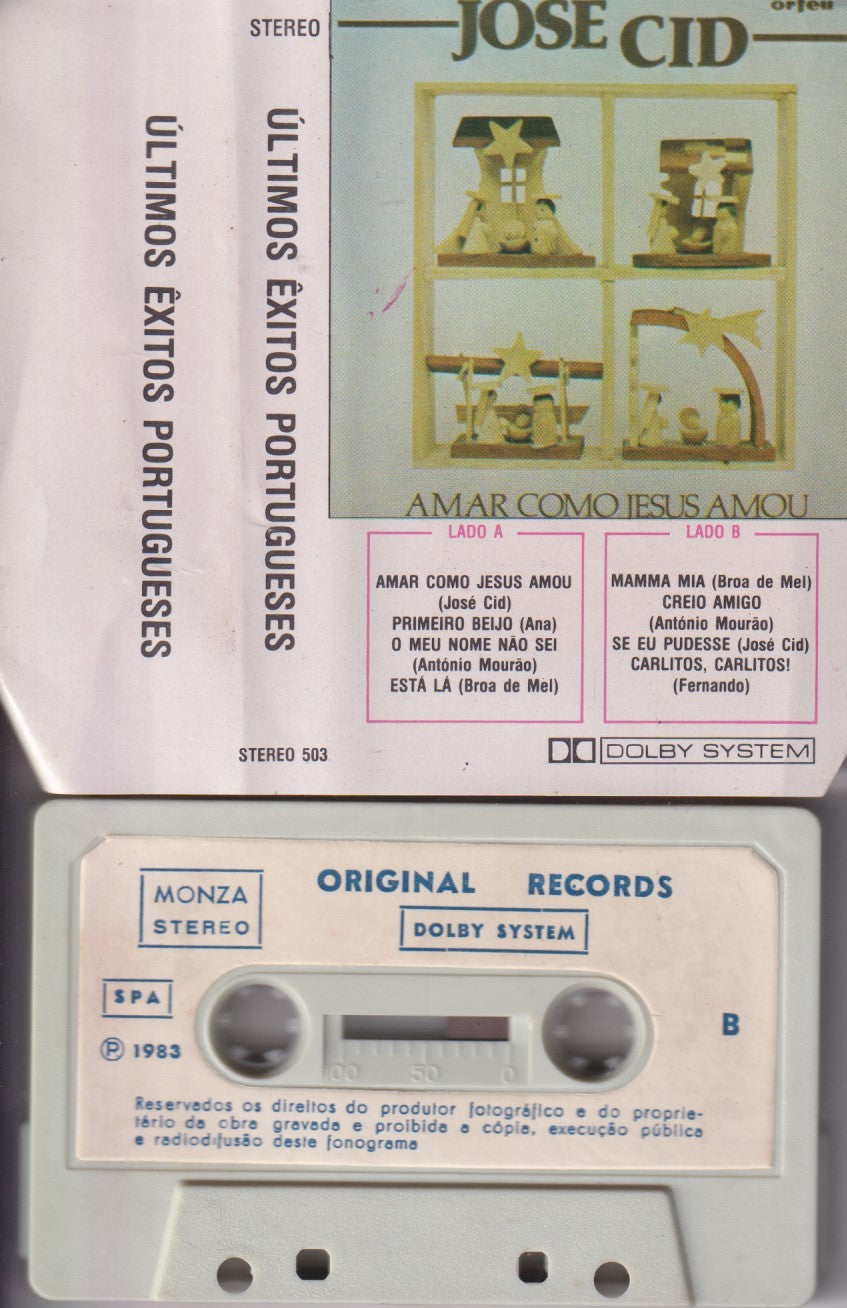 STEREO
ÚLTIMOS ÊXITOS PORTUGUESES
ÚLTIMOS ÊXITOS PORTUGUESES
orfeu
JOSÉ CID
AMAR COMO JESUS AMOU
LADO A
AMAR COMO JESUS AMOU
(José Cid)
PRIMEIRO BEIJO (Ana)
O MEU NOME NÃO SEI
(António Mourão)
ESTÁ LÁ (Broa de Mel)
LADO B
MAMMA MIA (Broa de Mel)
CREIO AMIGO
(António Mourão)
SE EU PUDESSE (José Cid)
CARLITOS, CARLITOS!
(Fernando)
STEREO 503
DOLBY SYSTEM
MONZA
STEREO
ORIGINAL RECORDS
DOLBY SYSTEM
SPA
Ⓟ 1983
B
100 50 0
Reservados os direitos do produtor fotográfico e do proprie-
tário da obra gravada e proibida a cópia, execução pública
e radiodifusão deste fonograma